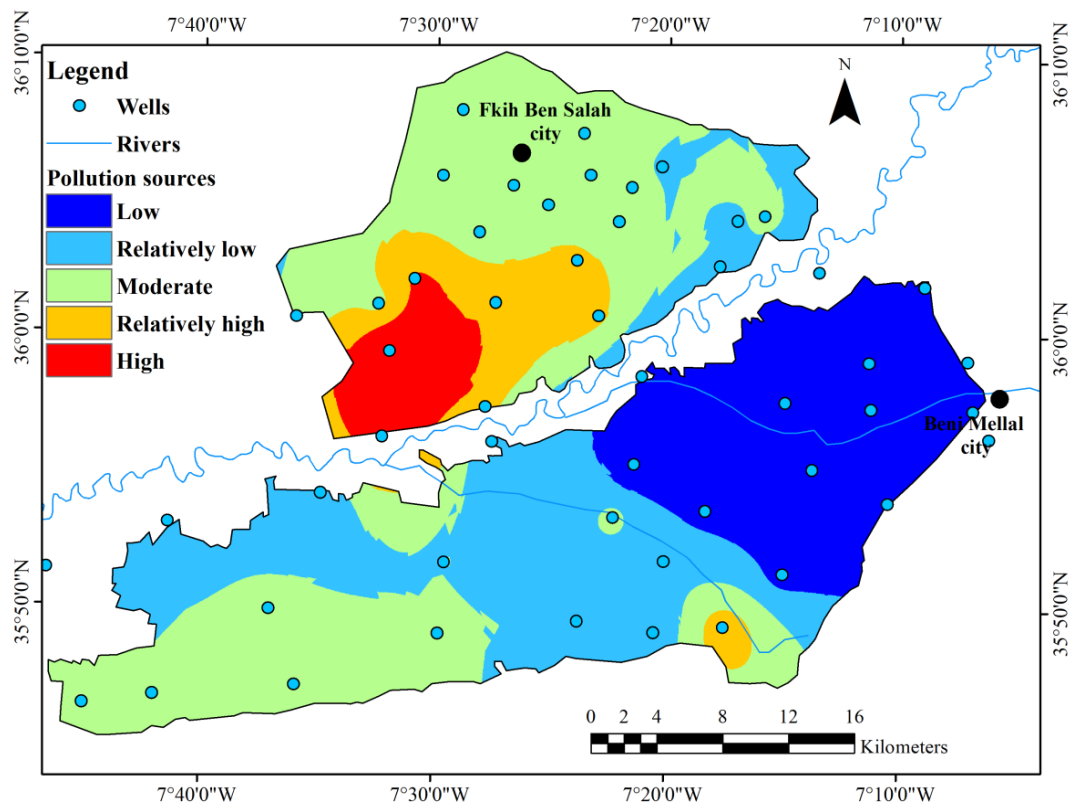 7°40'0"W 7°30'0"W 7°20'0"W 7°10'0"W
36°10'0"N
36°10'0"N
Legend
Wells
Rivers
Pollution sources
Low
Relatively low
Moderate
Relatively high
High
N
Fkih Ben Salah
city
36°0'0"N
36°0'0"N
Beni Mellal
city
35°50'0"N
35°50'0"N
0 2 4 8 12 16
Kilometers
7°40'0"W 7°30'0"W 7°20'0"W 7°10'0"W